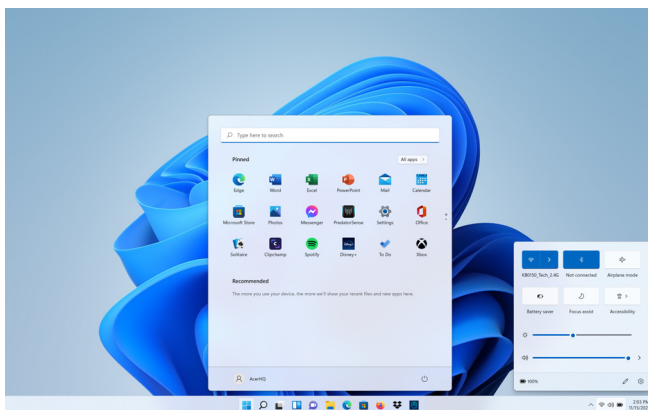 Type here to search
Pinned
All apps >
Edge Word Excel PowerPoint Mail Calendar
Microsoft Store Photos Messenger PredatorSense Settings Office
Solitaire Clipchamp Spotify Disney+ To Do Xbox
Recommended
The more you use your device, the more we'll show your recent files and new apps here.
AcerHQ
KB0150_Tech_2.4G Not connected Airplane mode
Battery saver Focus assist Accessibility
100%
2:03 PM